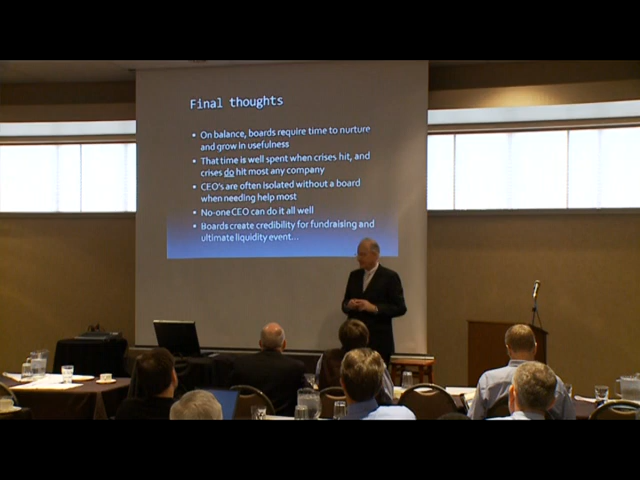 Final thoughts
• On balance, boards require time to nurture
and grow in usefulness
• That time is well spent when crises hit, and
crises do hit most any company
• CEO's are often isolated without a board
when needing help most
• No-one CEO can do it all well
• Boards create credibility for fundraising and
ultimate liquidity event...